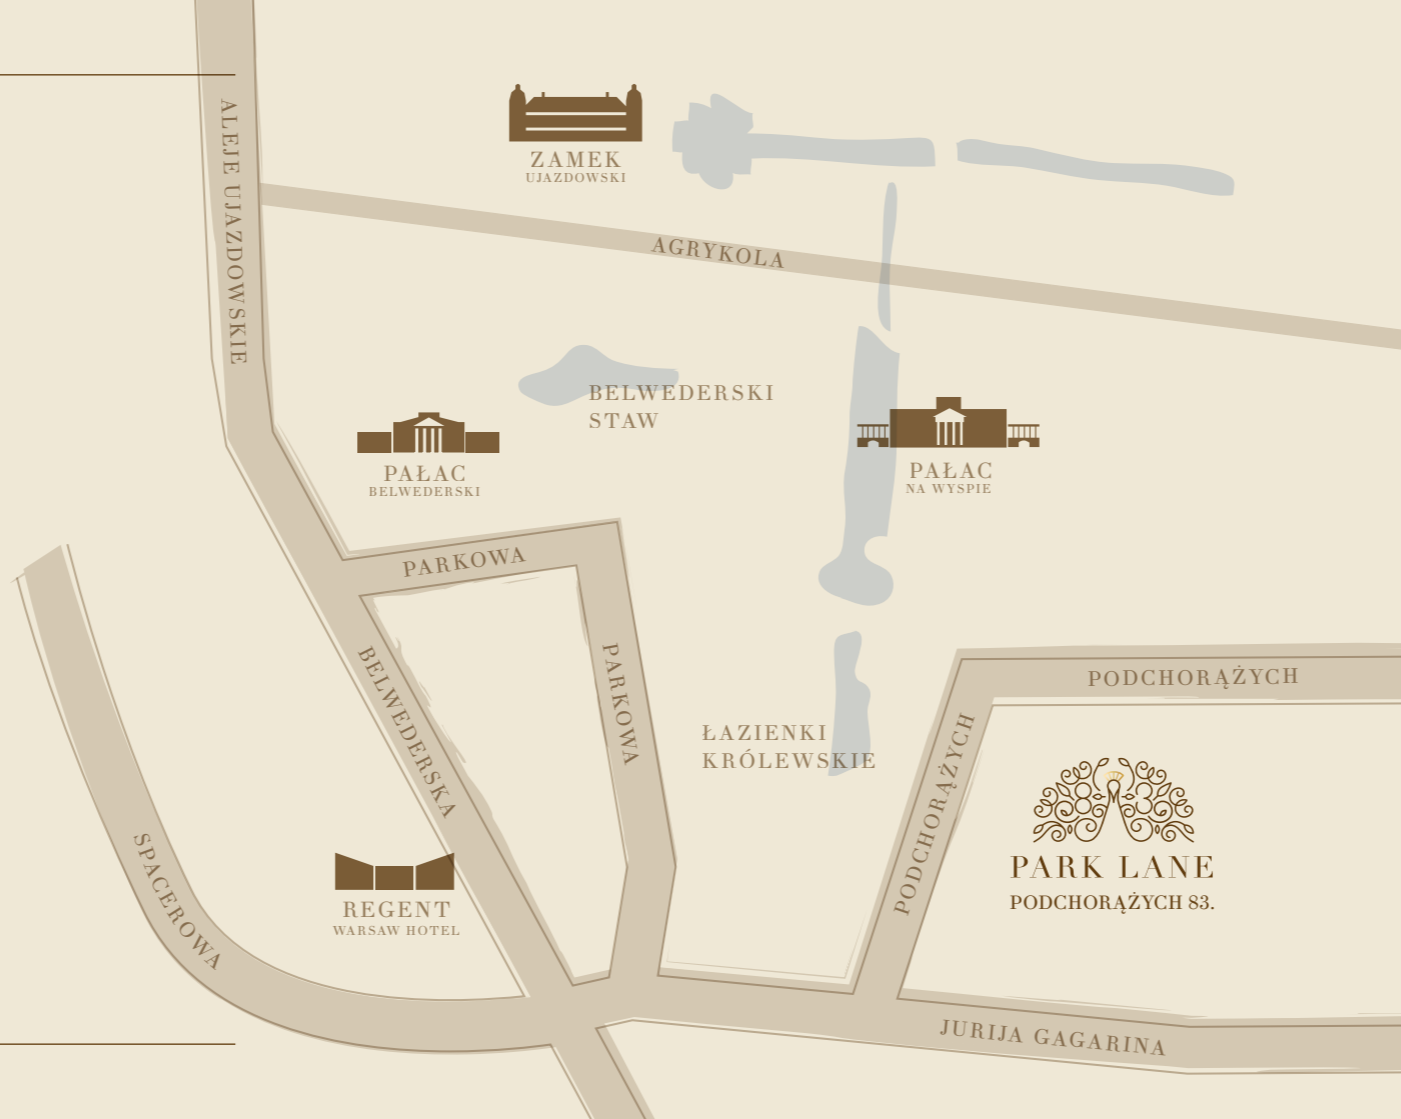 ALEJE UJAZDOWSKIE
ZAMEK
UJAZDOWSKI
AGRYKOLA
BELWEDERSKI
STAW
PAŁAC
BELWEDERSKI
PAŁAC
NA WYSPIE
PARKOWA
PARKOWA
BELWEDERSKA
PODCHORĄŻYCH
PODCHORĄŻYCH
ŁAZIENKI
KRÓLEWSKIE
SPACEROWA
REGENT
WARSAW HOTEL
PARK LANE
PODCHORĄŻYCH 83.
JURIJA GAGARINA